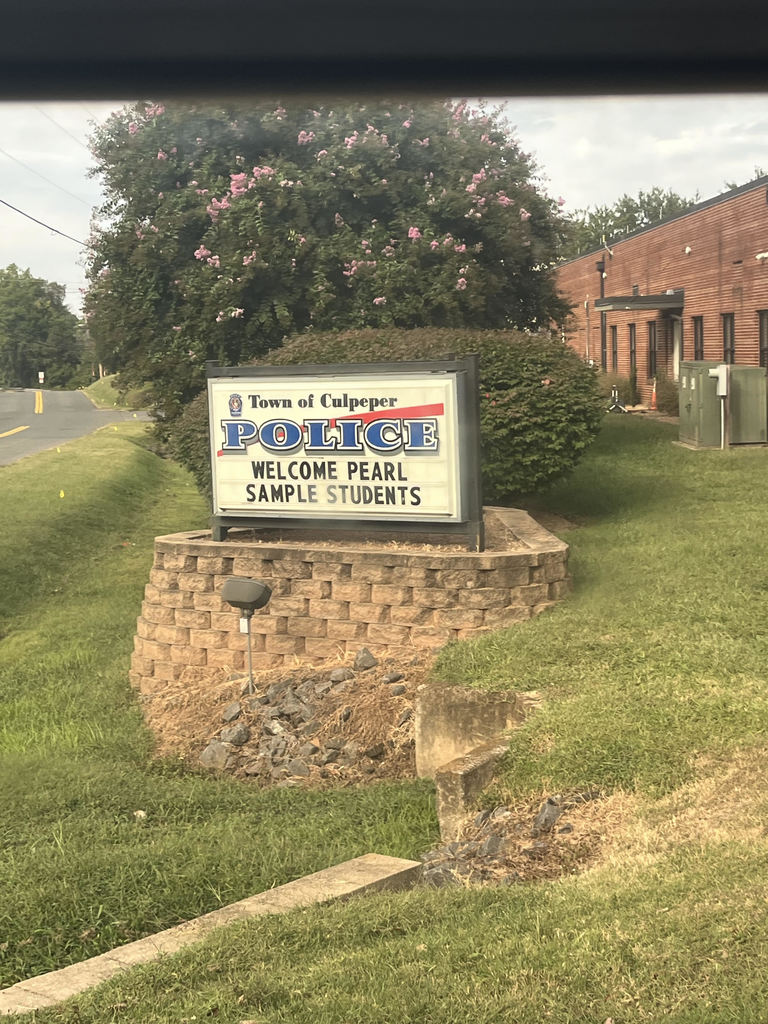 Town of Culpeper
POLICE
WELCOME PEARL
SAMPLE STUDENTS